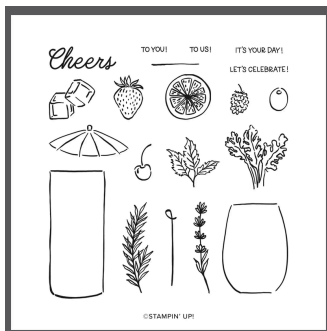 Cheers
TO YOU!
TO US!
IT'S YOUR DAY!
LET'S CELEBRATE!
©STAMPIN' UP!